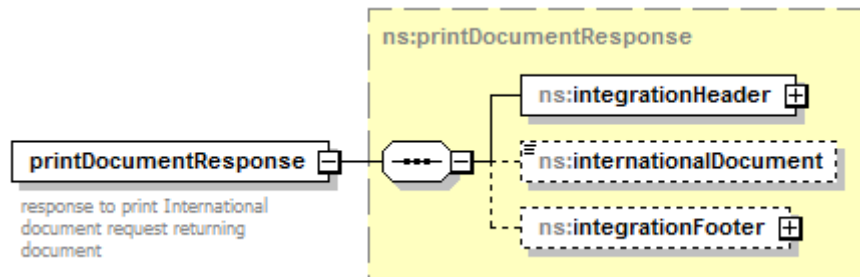 ns:printDocumentResponse
ns:integrationHeader
printDocumentResponse
ns:internationalDocument
response to print International
document request returning
document
ns:integrationFooter